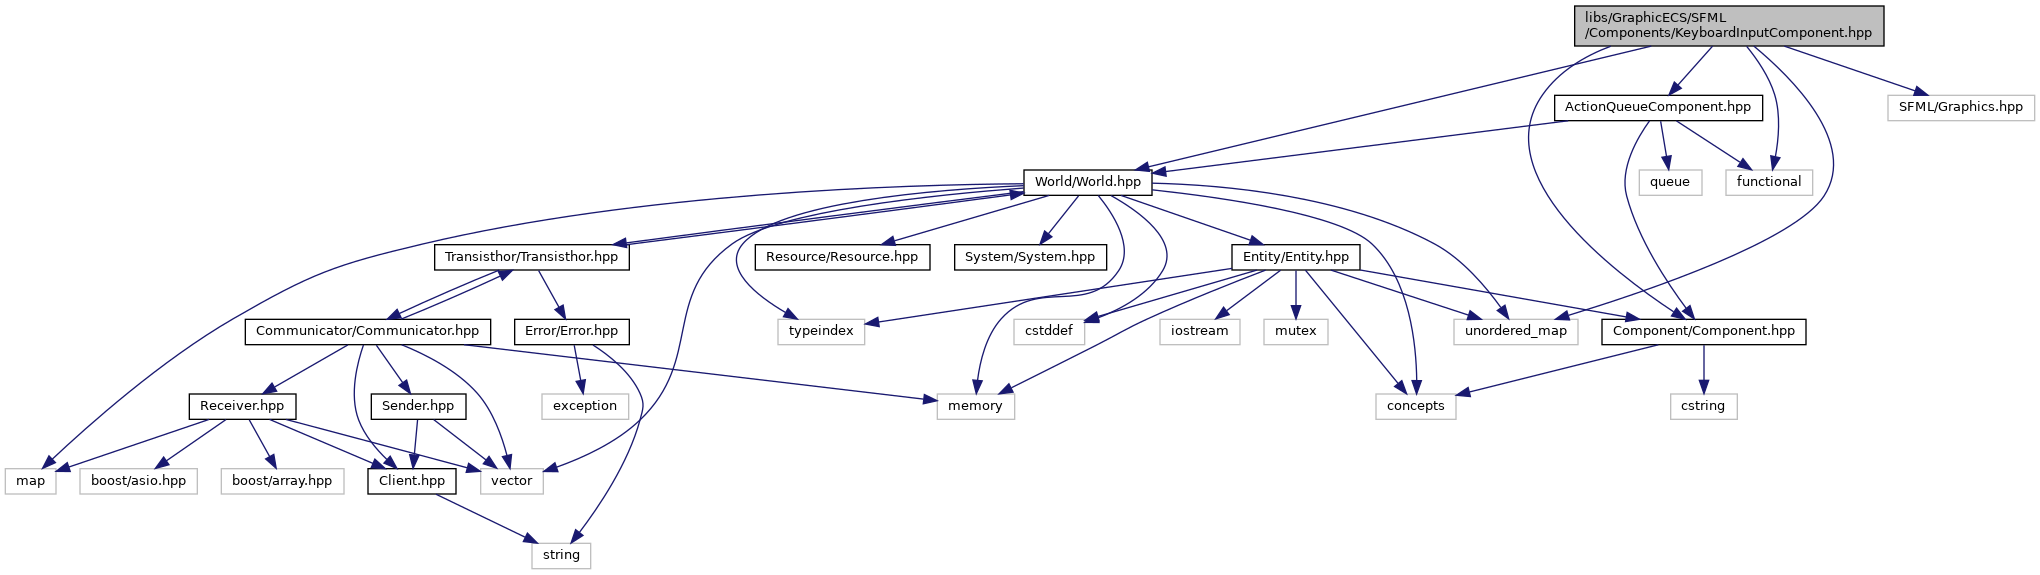 libs/GraphicECS/SFML
/Components/KeyboardInputComponent.hpp
ActionQueueComponent.hpp
SFML/Graphics.hpp
World/World.hpp
queue
functional
Transisthor/Transisthor.hpp
Resource/Resource.hpp
System/System.hpp
Entity/Entity.hpp
Communicator/Communicator.hpp
Error/Error.hpp
typeindex
cstddef
iostream
mutex
unordered_map
Component/Component.hpp
Receiver.hpp
Sender.hpp
exception
memory
concepts
cstring
map
boost/asio.hpp
boost/array.hpp
Client.hpp
vector
string